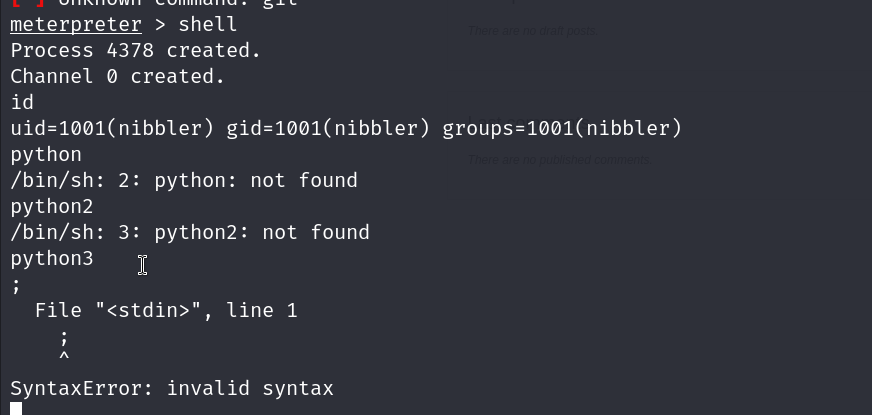 [-] Unknown command: git
meterpreter > shell
There are no draft posts.
Process 4378 created.
Channel 0 created.
id
uid=1001(nibbler) gid=1001(nibbler) groups=1001(nibbler)
python
There are no published comments.
/bin/sh: 2: python: not found
python2
/bin/sh: 3: python2: not found
python3
;
  File "<stdin>", line 1
    ;
    ^
SyntaxError: invalid syntax